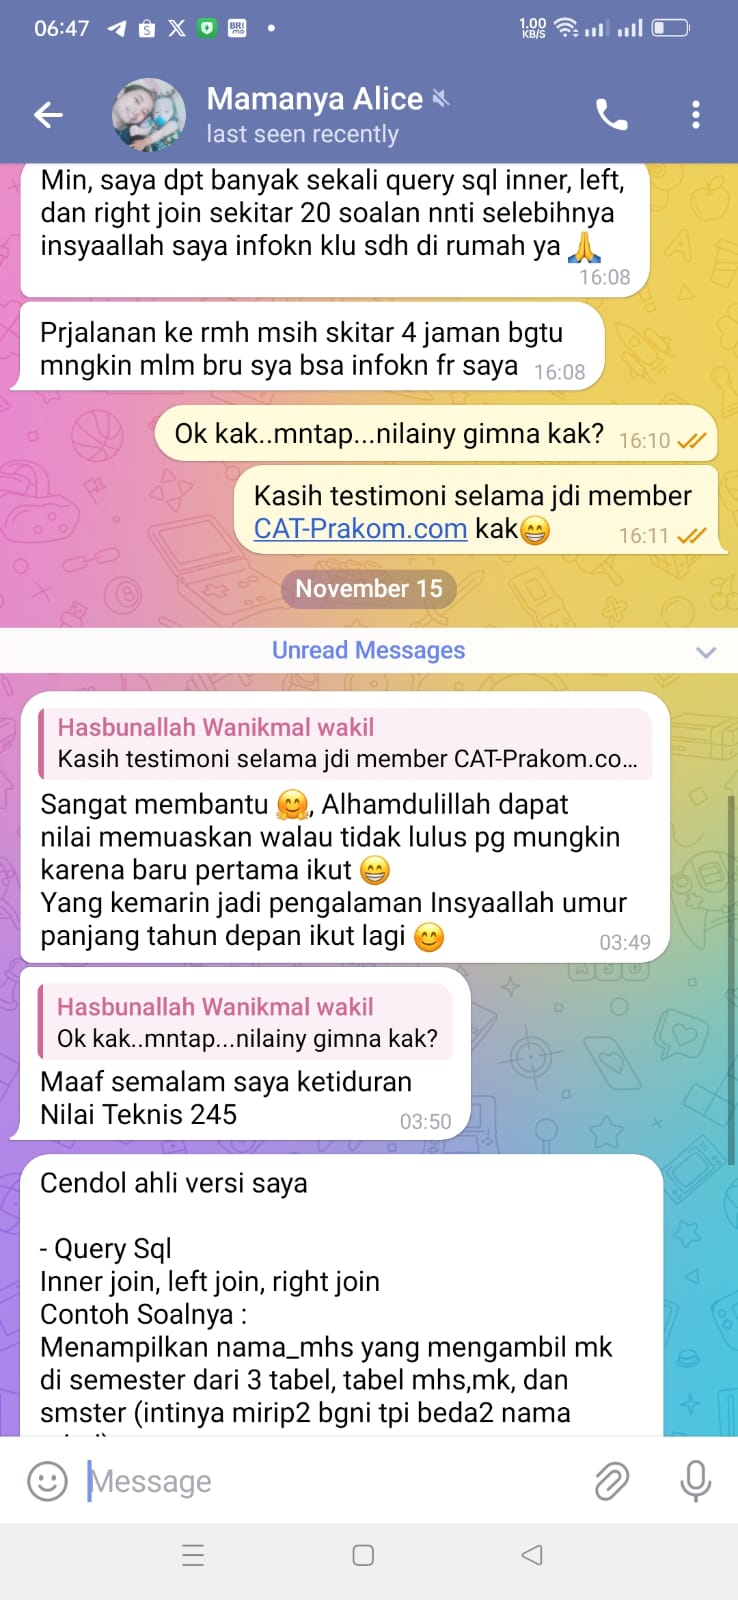 06:47
BRI
mo
1.00
KB/S
Mamanya Alice
last seen recently
Min, saya dpt banyak sekali query sql inner, left,
dan right join sekitar 20 soalan nnti selebihnya
insyaallah saya infokn klu sdh di rumah ya 🙏
16:08
Prjalanan ke rmh msih skitar 4 jaman bgtu
mngkin mlm bru sya bsa infokn fr saya 16:08
Ok kak..mntap...nilainy gimna kak? 16:10
Kasih testimoni selama jdi member
CAT-Prakom.com kak😁 16:11
November 15
Unread Messages
Hasbunallah Wanikmal wakil
Kasih testimoni selama jdi member CAT-Prakom.co...
Sangat membantu 🤗, Alhamdulillah dapat
nilai memuaskan walau tidak lulus pg mungkin
karena baru pertama ikut 😁
Yang kemarin jadi pengalaman Insyaallah umur
panjang tahun depan ikut lagi 😊 03:49
Hasbunallah Wanikmal wakil
Ok kak..mntap...nilainy gimna kak?
Maaf semalam saya ketiduran
Nilai Teknis 245 03:50
Cendol ahli versi saya
- Query Sql
Inner join, left join, right join
Contoh Soalnya :
Menampilkan nama_mhs yang mengambil mk
di semester dari 3 tabel, tabel mhs,mk, dan
smster (intinya mirip2 bgni tpi beda2 nama
Message